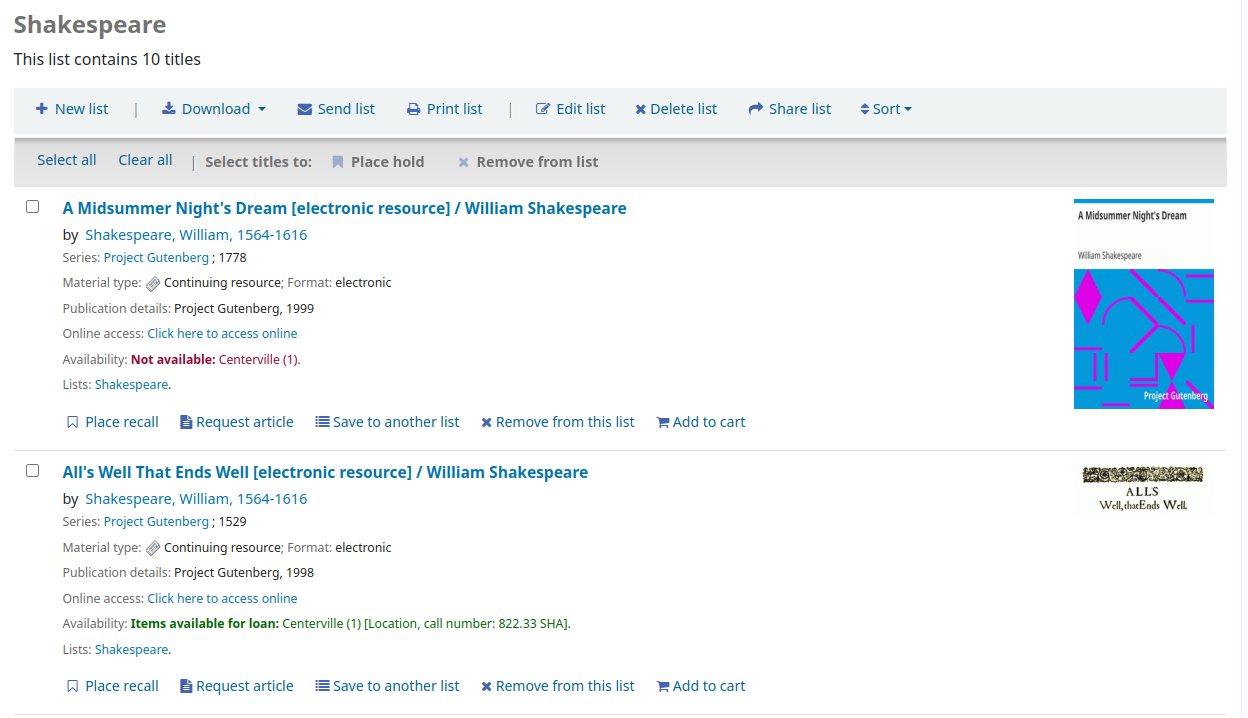 Shakespeare
This list contains 10 titles
New list | Download Send list Print list | Edit list Delete list Share list Sort
Select all Clear all | Select titles to: Place hold Remove from list
A Midsummer Night's Dream [electronic resource] / William Shakespeare
by Shakespeare, William, 1564-1616
Series: Project Gutenberg ; 1778
Material type: Continuing resource; Format: electronic
Publication details: Project Gutenberg, 1999
Online access: Click here to access online
Availability: Not available: Centerville (1).
Lists: Shakespeare.
Place recall Request article Save to another list Remove from this list Add to cart
A Midsummer Night's Dream
William Shakespeare
Project Gutenberg
All's Well That Ends Well [electronic resource] / William Shakespeare
by Shakespeare, William, 1564-1616
Series: Project Gutenberg ; 1529
Material type: Continuing resource; Format: electronic
Publication details: Project Gutenberg, 1998
Online access: Click here to access online
Availability: Items available for loan: Centerville (1) [Location, call number: 822.33 SHA].
Lists: Shakespeare.
Place recall Request article Save to another list Remove from this list Add to cart
ALLS
Well, that Ends Well.